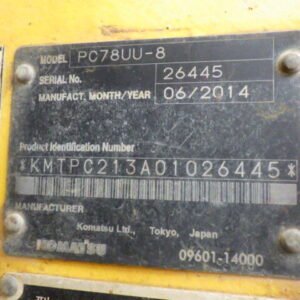 MODEL PC78UU-8
SERIAL No. 26445
MANUFACT. MONTH/YEAR 06/2014
Product Identification Number
*KMTPC213A01026445*
MANUFACTURER
Komatsu Ltd., Tokyo, Japan
KOMATSU 09601-14000